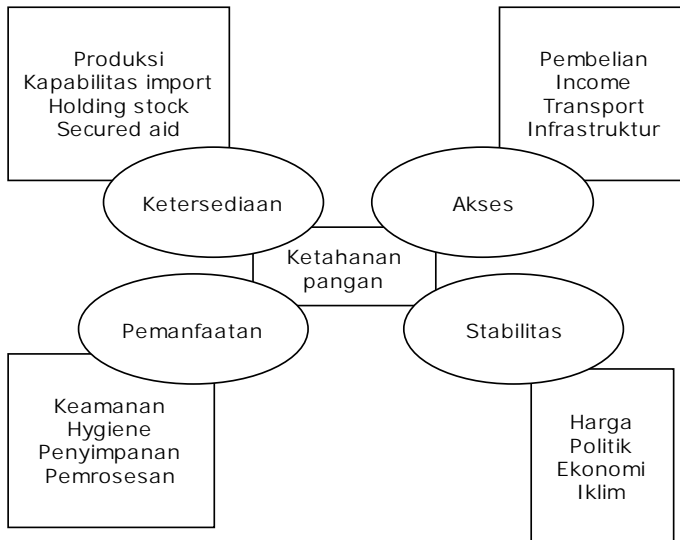 Produksi
Kapabilitas import
Holding stock
Secured aid
Pembelian
Income
Transport
Infrastruktur
Ketersediaan
Akses
Ketahanan
pangan
Pemanfaatan
Stabilitas
Keamanan
Hygiene
Penyimpanan
Pemrosesan
Harga
Politik
Ekonomi
Iklim